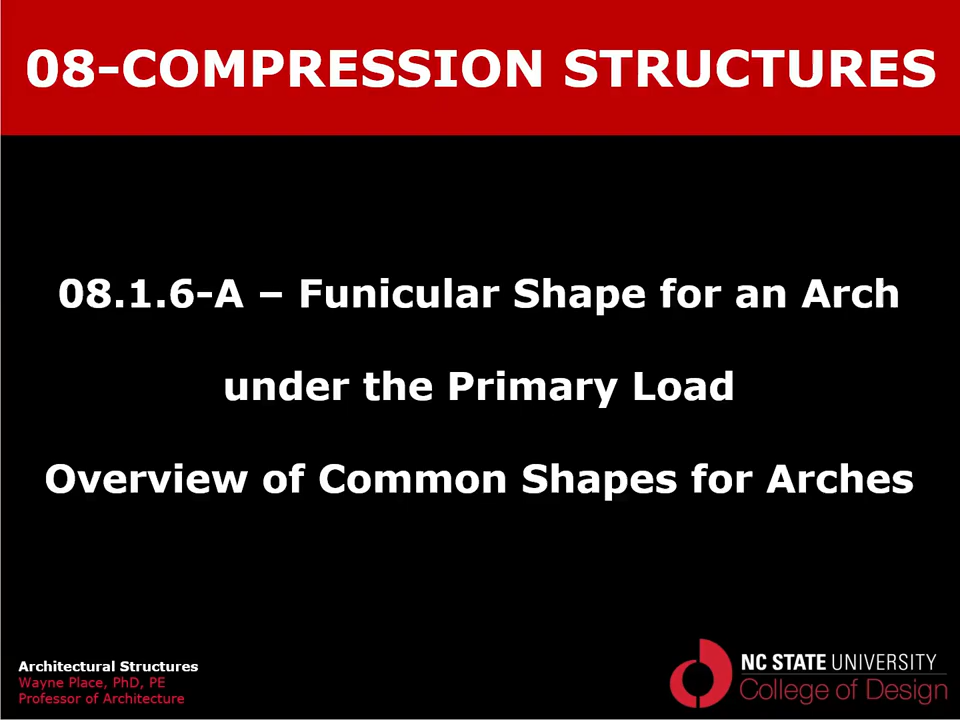 08-COMPRESSION STRUCTURES
08.1.6-A – Funicular Shape for an Arch
under the Primary Load
Overview of Common Shapes for Arches
Architectural Structures
Wayne Place, PhD, PE
Professor of Architecture
NC STATE UNIVERSITY
College of Design